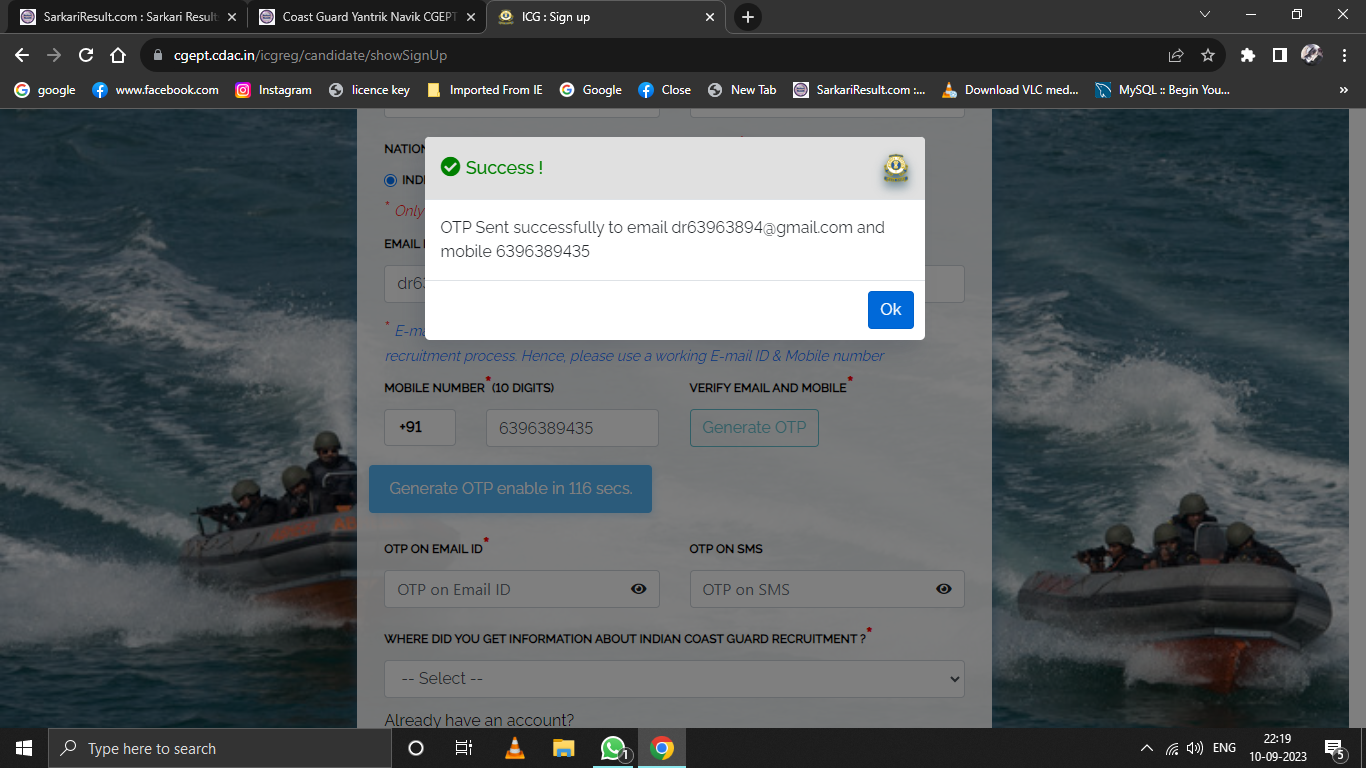 SarkariResult.com : Sarkari Result
Coast Guard Yantrik Navik CGEPT
ICG : Sign up
cgept.cdac.in/icgreg/candidate/showSignUp
google
www.facebook.com
Instagram
licence key
Imported From IE
Google
Close
New Tab
SarkariResult.com :...
Download VLC med...
MySQL :: Begin You...
»
NATION
INDI
* Only
EMAIL I
dr63
* E-ma
Success !
OTP Sent successfully to email dr63963894@gmail.com and
mobile 6396389435
Ok
recruitment process. Hence, please use a working E-mail ID & Mobile number
MOBILE NUMBER* (10 DIGITS)
VERIFY EMAIL AND MOBILE*
+91
6396389435
Generate OTP
Generate OTP enable in 116 secs.
OTP ON EMAIL ID*
OTP ON SMS
OTP on Email ID
OTP on SMS
WHERE DID YOU GET INFORMATION ABOUT INDIAN COAST GUARD RECRUITMENT ?*
-- Select --
Already have an account?
Type here to search
1
ENG
22:19
10-09-2023
5